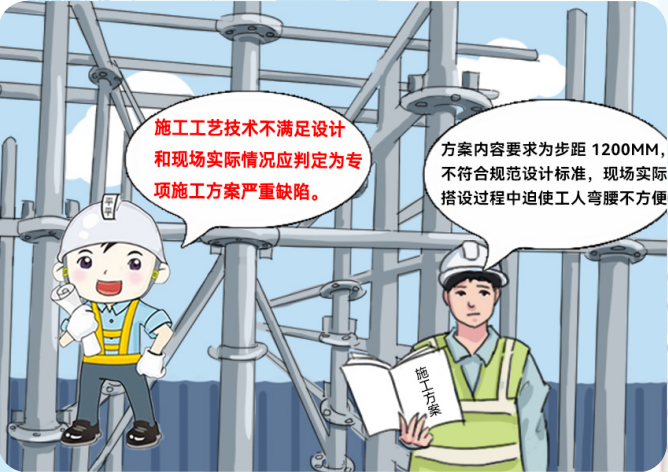 施工工艺技术不满足设计
和现场实际情况应判定为专
项施工方案严重缺陷。
方案内容要求为步距 1200MM,
不符合规范设计标准，现场实际
搭设过程中迫使工人弯腰不方便
平平
施工方案